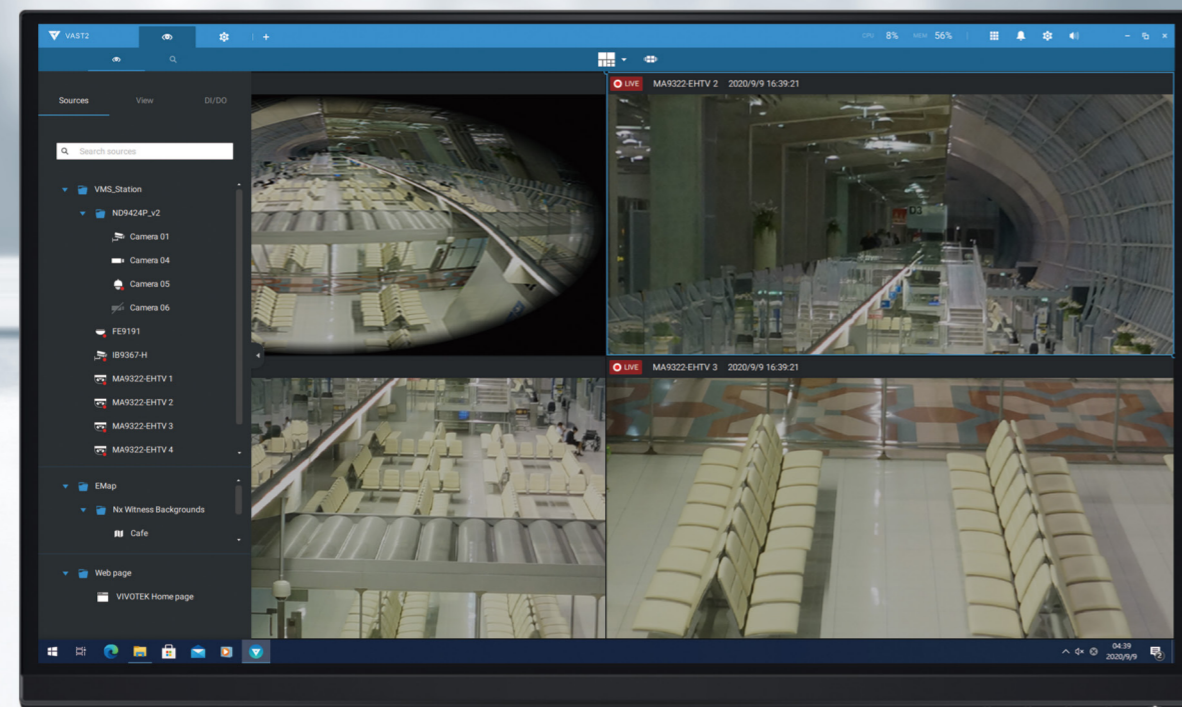 VAST2
CPU 8% MEM 56%
Sources View DI/DO
Search sources
VMS_Station
ND9424P_v2
Camera 01
Camera 04
Camera 05
Camera 06
FE9191
IB9367-H
MA9322-EHTV 1
MA9322-EHTV 2
MA9322-EHTV 3
MA9322-EHTV 4
EMap
Nx Witness Backgrounds
Cafe
Web page
VIVOTEK Home page
LIVE MA9322-EHTV 2 2020/9/9 16:39:21
D3
LIVE MA9322-EHTV 3 2020/9/9 16:39:21
04:39
2020/9/9
2